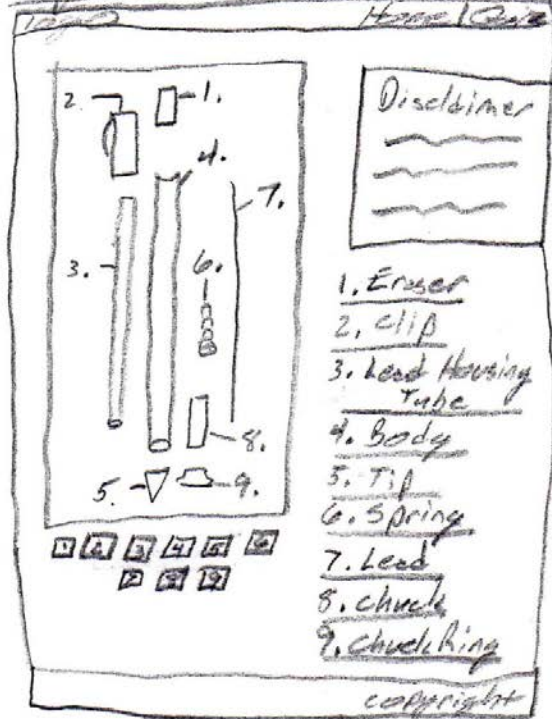 Logo
Home | Quiz
2.
1.
4.
7.
3.
6.
8.
5.
9.
1 2 3 4 5 6
7 8 9
Disclaimer
1. Eraser
2. Clip
3. Lead Housing
Tube
4. Body
5. Tip
6. Spring
7. Lead
8. Chuck
9. Chuck Ring
copyright